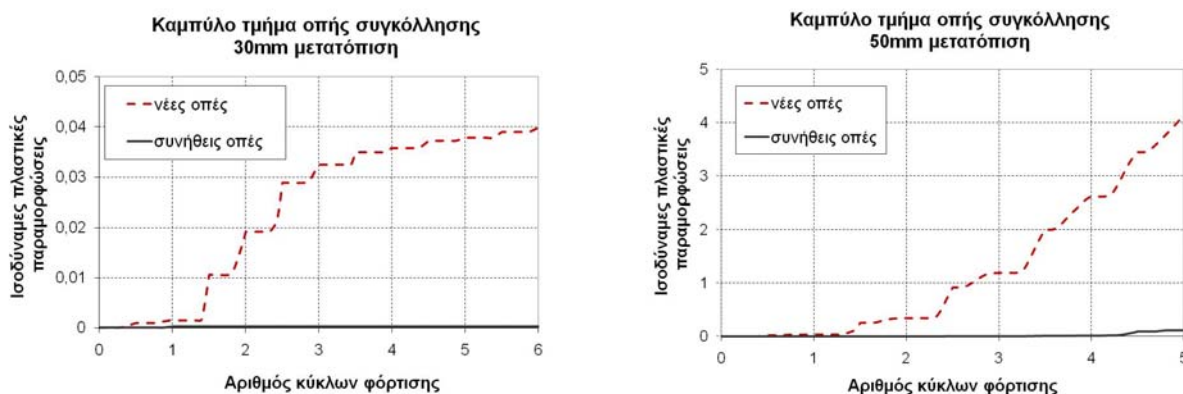 Καμπύλο τμήμα οπής συγκόλλησης
30mm μετατόπιση
0,05
0,04
0,03
0,02
0,01
0
Ισοδύναμες πλαστικές
παραμορφώσεις
νέες οπές
συνήθεις οπές
0 1 2 3 4 5 6
Αριθμός κύκλων φόρτισης
Καμπύλο τμήμα οπής συγκόλλησης
50mm μετατόπιση
5
4
3
2
1
0
Ισοδύναμες πλαστικές
παραμορφώσεις
νέες οπές
συνήθεις οπές
0 1 2 3 4 5
Αριθμός κύκλων φόρτισης